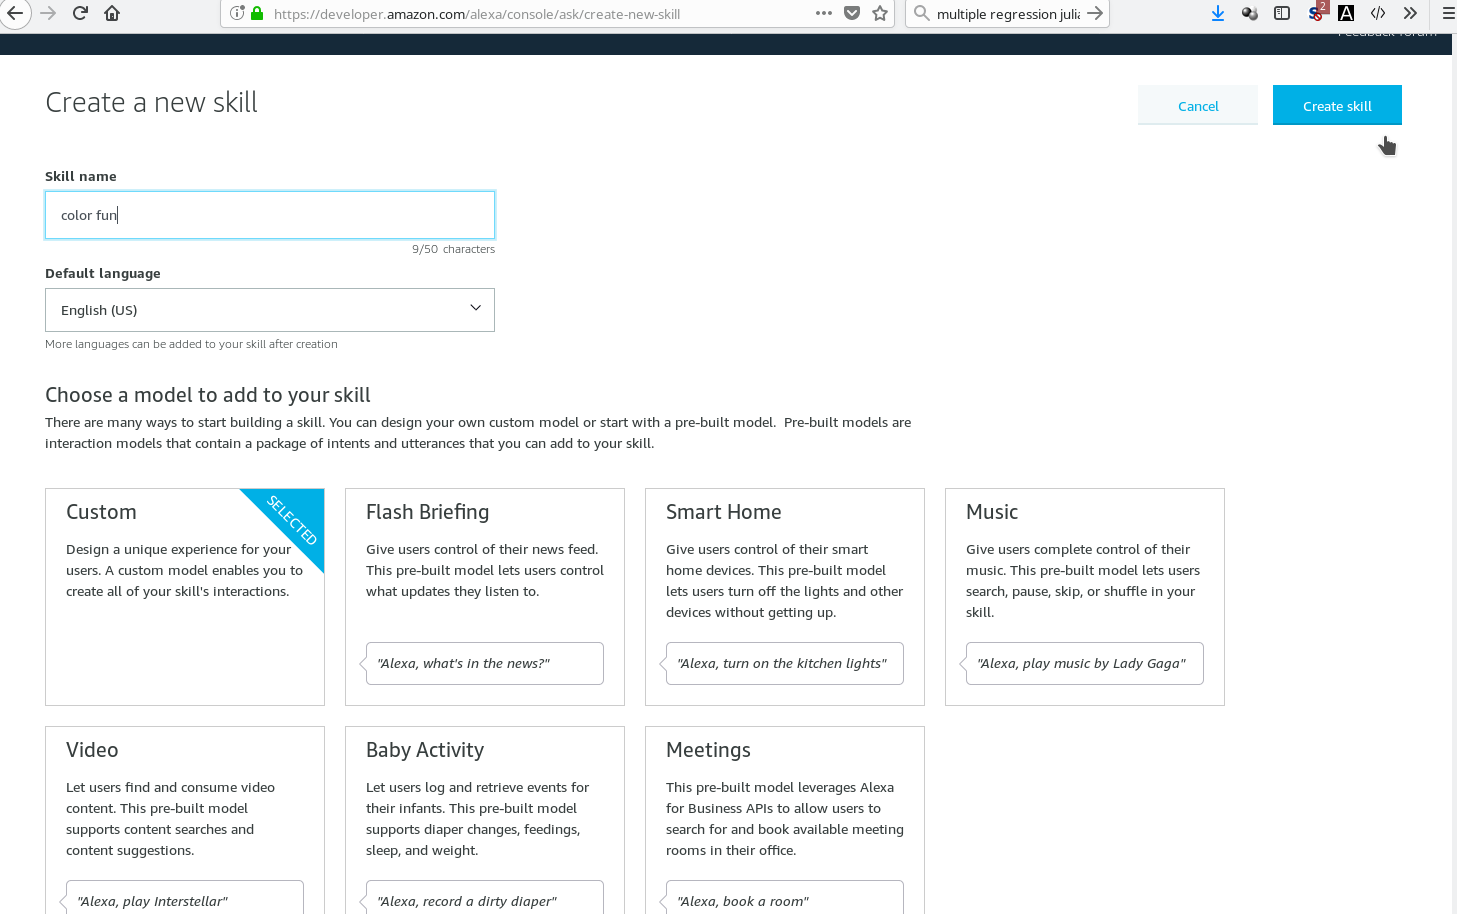 https://developer.amazon.com/alexa/console/ask/create-new-skill
multiple regression julia
2
A
Feedback forum
Create a new skill
Cancel
Create skill
Skill name
color fun
9/50 characters
Default language
English (US)
More languages can be added to your skill after creation
Choose a model to add to your skill
There are many ways to start building a skill. You can design your own custom model or start with a pre-built model. Pre-built models are
interaction models that contain a package of intents and utterances that you can add to your skill.
Custom
SELECTED
Design a unique experience for your
users. A custom model enables you to
create all of your skill's interactions.
Flash Briefing
Give users control of their news feed.
This pre-built model lets users control
what updates they listen to.
"Alexa, what's in the news?"
Smart Home
Give users control of their smart
home devices. This pre-built model
lets users turn off the lights and other
devices without getting up.
"Alexa, turn on the kitchen lights"
Music
Give users complete control of their
music. This pre-built model lets users
search, pause, skip, or shuffle in your
skill.
"Alexa, play music by Lady Gaga"
Video
Let users find and consume video
content. This pre-built model
supports content searches and
content suggestions.
"Alexa, play Interstellar"
Baby Activity
Let users log and retrieve events for
their infants. This pre-built model
supports diaper changes, feedings,
sleep, and weight.
"Alexa, record a dirty diaper"
Meetings
This pre-built model leverages Alexa
for Business APIs to allow users to
search for and book available meeting
rooms in their office.
"Alexa, book a room"